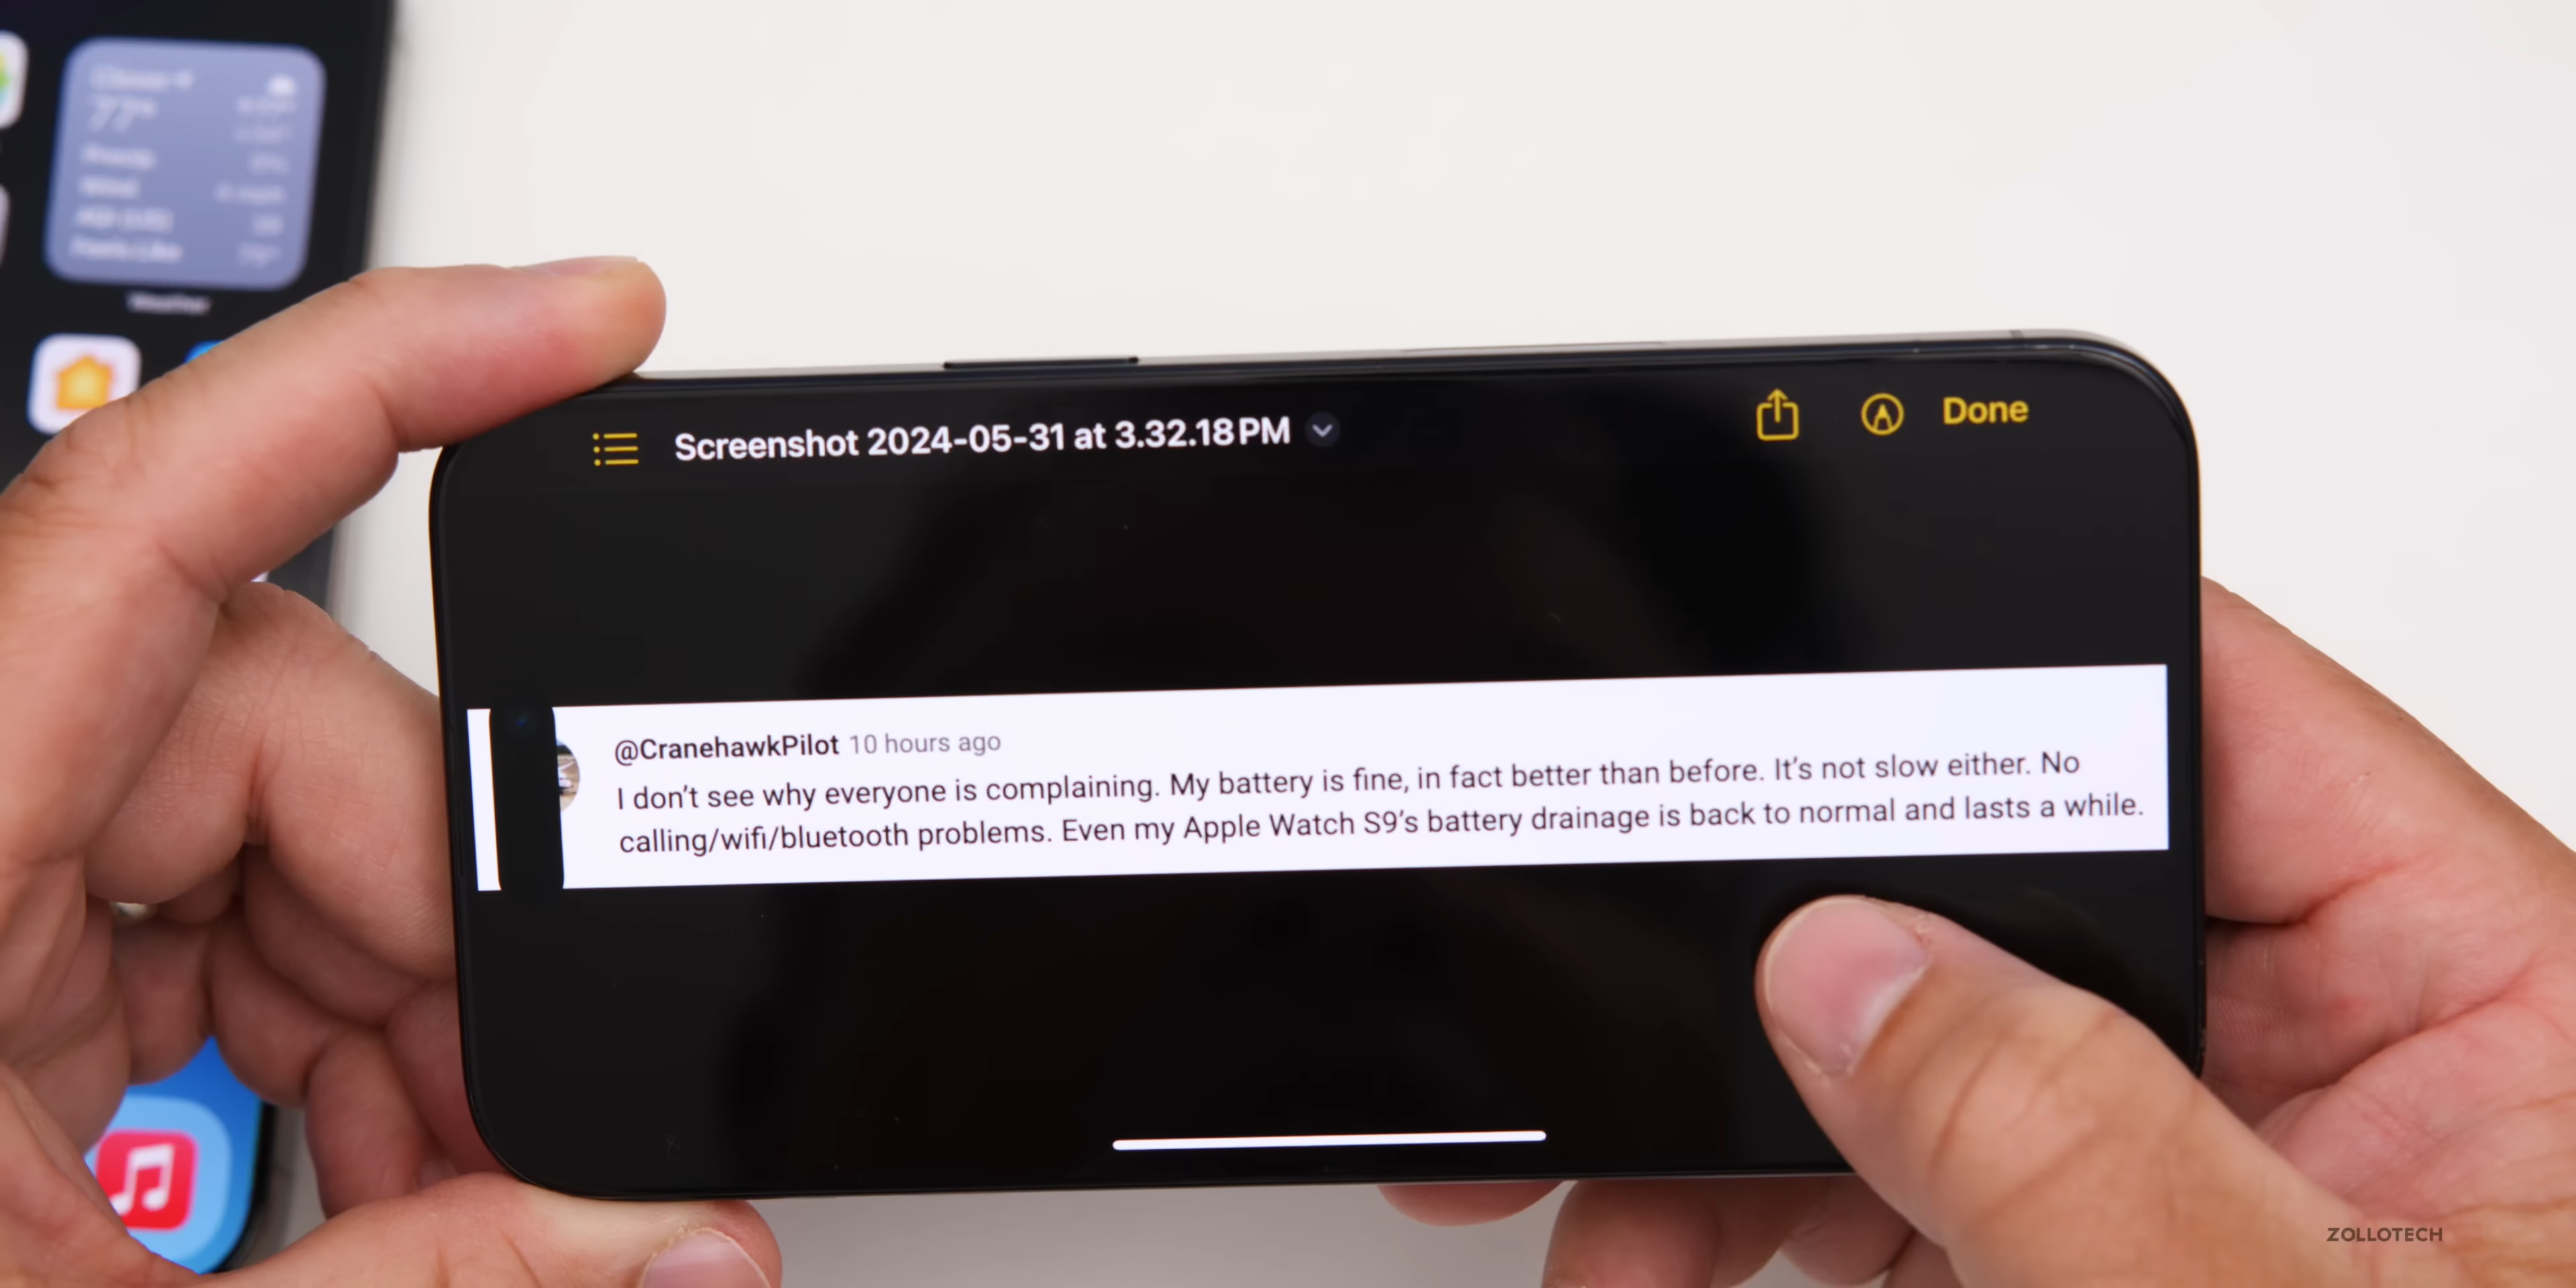 77°
Weather
Screenshot 2024-05-31 at 3.32.18 PM
Done
@CranehawkPilot 10 hours ago
I don't see why everyone is complaining. My battery is fine, in fact better than before. It's not slow either. No
calling/wifi/bluetooth problems. Even my Apple Watch S9's battery drainage is back to normal and lasts a while.
ZOLLOTECH